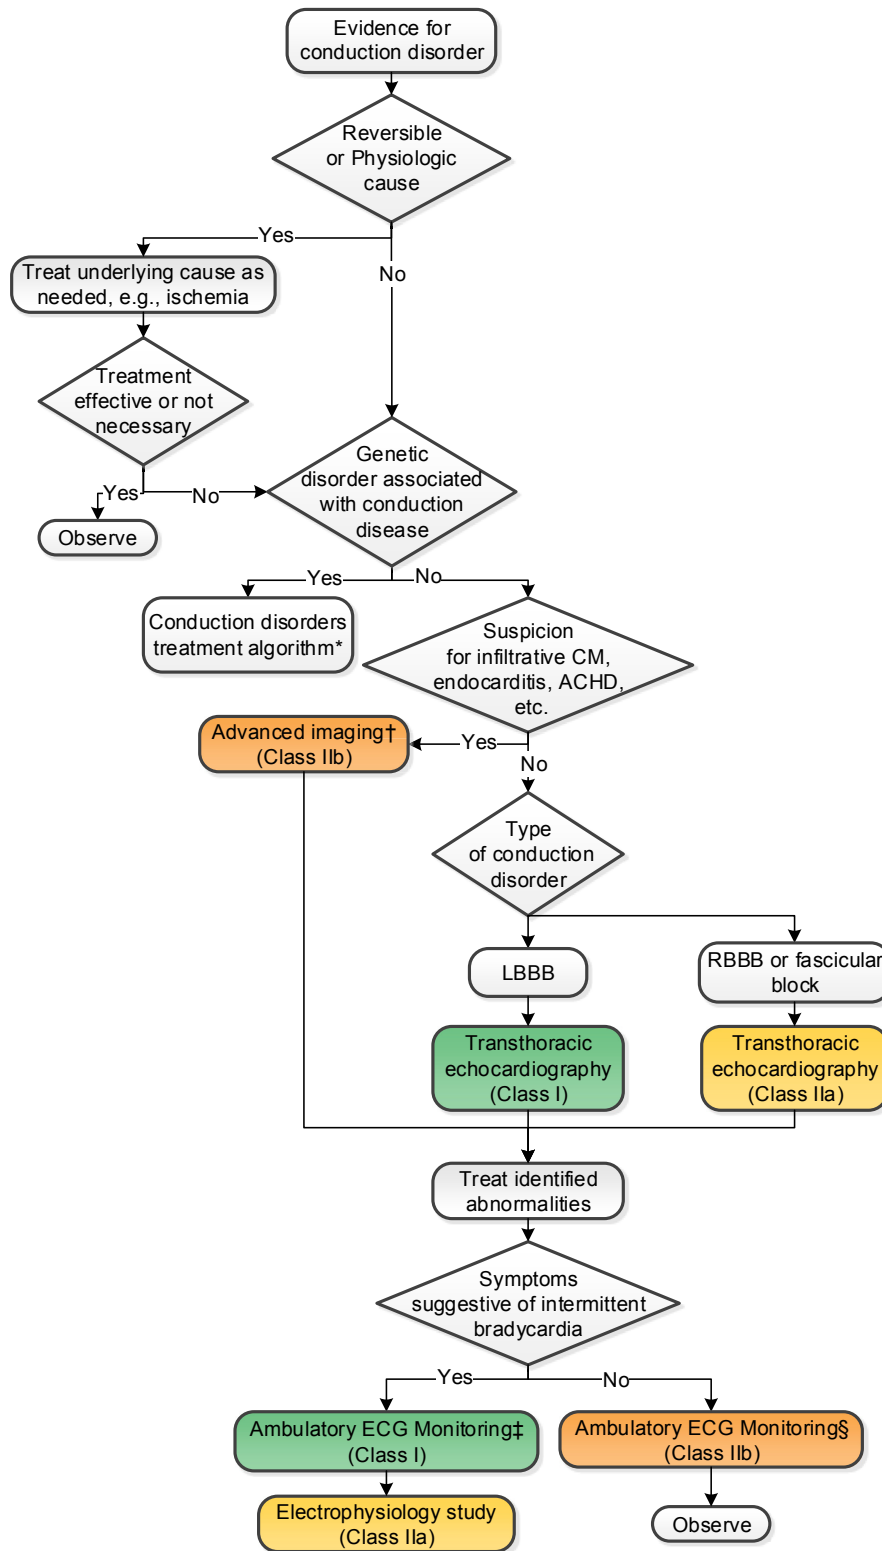 Evidence for
conduction disorder
Reversible
or Physiologic
cause
Yes
No
Treat underlying cause as
needed, e.g., ischemia
Treatment
effective or not
necessary
Yes
No
Observe
Genetic
disorder associated
with conduction
disease
Yes
No
Conduction disorders
treatment algorithm*
Suspicion
for infiltrative CM,
endocarditis, ACHD,
etc.
Yes
No
Advanced imaging†
(Class IIb)
Type
of conduction
disorder
LBBB
RBBB or fascicular
block
Transthoracic
echocardiography
(Class I)
Transthoracic
echocardiography
(Class IIa)
Treat identified
abnormalities
Symptoms
suggestive of intermittent
bradycardia
Yes
No
Ambulatory ECG Monitoring‡
(Class I)
Ambulatory ECG Monitoring§
(Class IIb)
Electrophysiology study
(Class IIa)
Observe